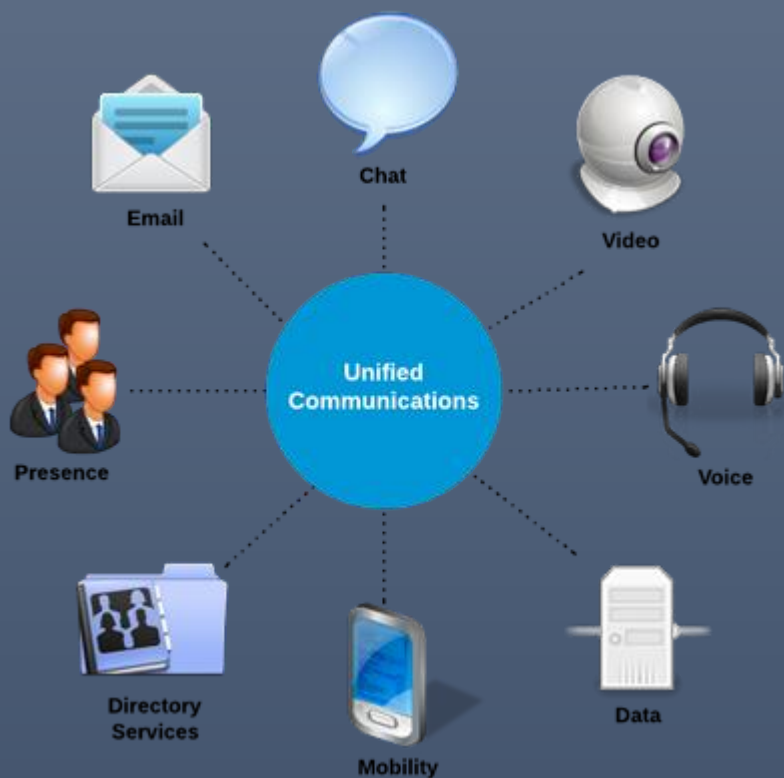 Chat
Email
Video
Unified
Communications
Presence
Voice
Directory
Services
Data
Mobility